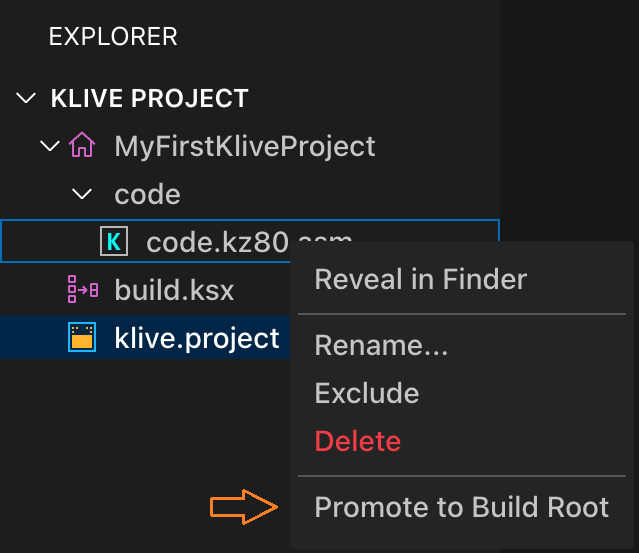 EXPLORER
KLIVE PROJECT
MyFirstKliveProject
code
K code.kz80.asm
build.ksx
klive.project
Reveal in Finder
Rename...
Exclude
Delete
Promote to Build Root